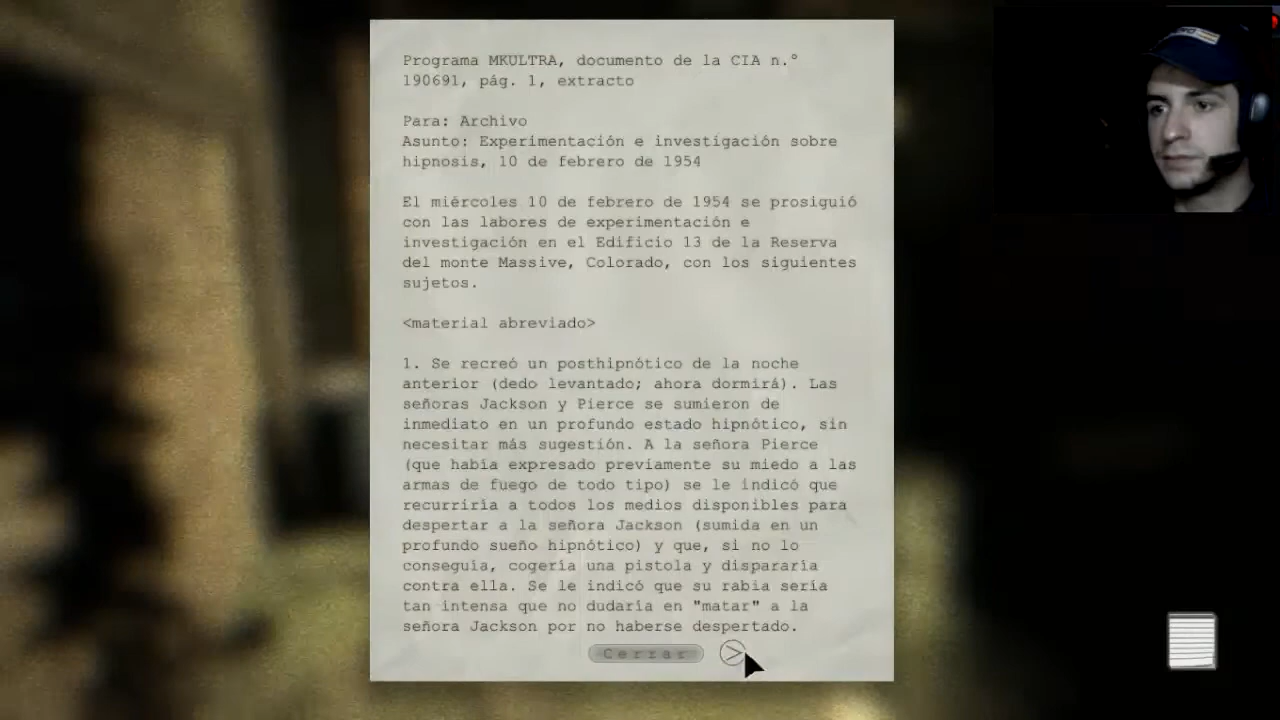 Programa MKULTRA, documento de la CIA n.º
190691, pág. 1, extracto
Para: Archivo
Asunto: Experimentación e investigación sobre
hipnosis, 10 de febrero de 1954
El miércoles 10 de febrero de 1954 se prosiguió
con las labores de experimentación e
investigación en el Edificio 13 de la Reserva
del monte Massive, Colorado, con los siguientes
sujetos.
<material abreviado>
1. Se recreó un posthipnótico de la noche
anterior (dedo levantado; ahora dormirá). Las
señoras Jackson y Pierce se sumieron de
inmediato en un profundo estado hipnótico, sin
necesitar más sugestión. A la señora Pierce
(que había expresado previamente su miedo a las
armas de fuego de todo tipo) se le indicó que
recurriría a todos los medios disponibles para
despertar a la señora Jackson (sumida en un
profundo sueño hipnótico) y que, si no lo
conseguía, cogería una pistola y dispararía
contra ella. Se le indicó que su rabia sería
tan intensa que no dudaría en "matar" a la
señora Jackson por no haberse despertado.
Cerrar >